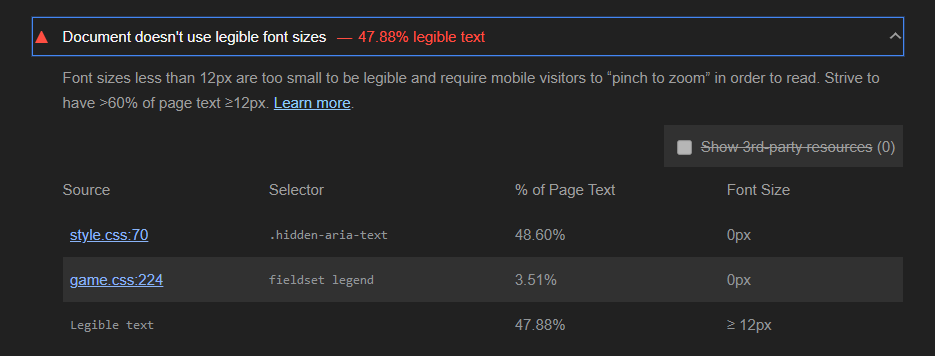 Document doesn't use legible font sizes — 47.88% legible text
Font sizes less than 12px are too small to be legible and require mobile visitors to “pinch to zoom” in order to read. Strive to
have >60% of page text ≥12px. Learn more.
Show 3rd-party resources (0)
Source Selector % of Page Text Font Size
style.css:70 .hidden-aria-text 48.60% 0px
game.css:224 fieldset legend 3.51% 0px
Legible text 47.88% ≥ 12px